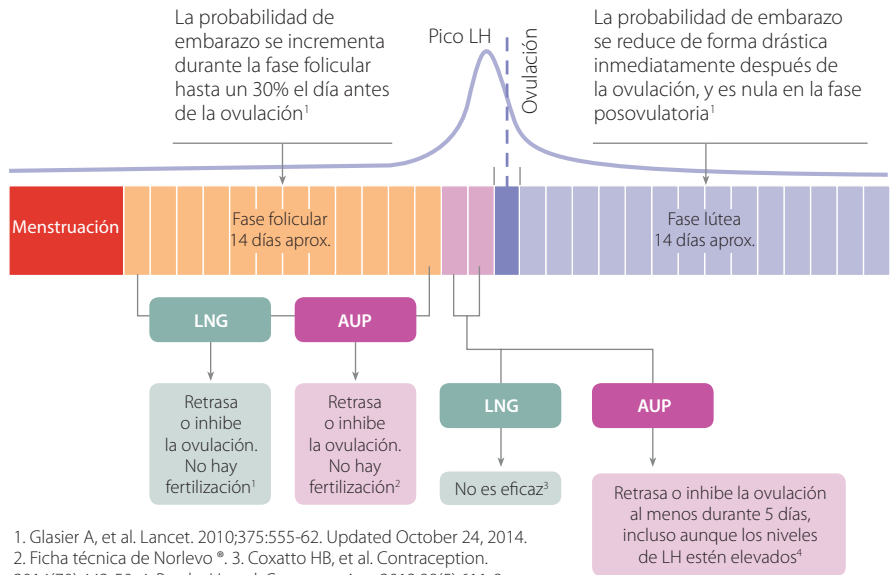 La probabilidad de
embarazo se incrementa
durante la fase folicular
hasta un 30% el día antes
de la ovulación¹
Pico LH
Ovulación
La probabilidad de embarazo
se reduce de forma drástica
inmediatamente después de
la ovulación, y es nula en la fase
posovulatoria¹
Menstruación
Fase folicular
14 días aprox.
Fase lútea
14 días aprox.
LNG
AUP
Retrasa
o inhibe
la ovulación.
No hay
fertilización¹
Retrasa
o inhibe
la ovulación.
No hay
fertilización²
LNG
AUP
No es eficaz³
Retrasa o inhibe la ovulación
al menos durante 5 días,
incluso aunque los niveles
de LH estén elevados⁴
1. Glasier A, et al. Lancet. 2010;375:555-62. Updated October 24, 2014.
2. Ficha técnica de Norlevo ®. 3. Coxatto HB, et al. Contraception.